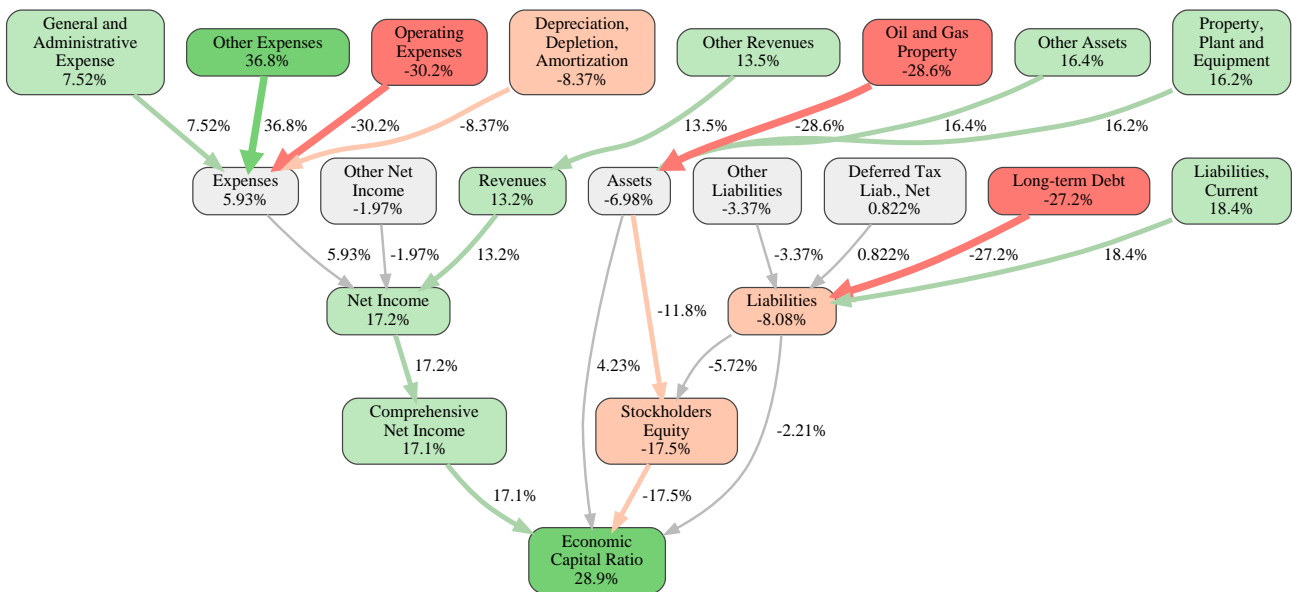 General and
Administrative
Expense
7.52%
Other Expenses
36.8%
Operating
Expenses
-30.2%
Depreciation,
Depletion,
Amortization
-8.37%
Other Revenues
13.5%
Oil and Gas
Property
-28.6%
Other Assets
16.4%
Property,
Plant and
Equipment
16.2%
7.52%
36.8%
-30.2%
-8.37%
13.5%
-28.6%
16.4%
16.2%
Expenses
5.93%
Other Net
Income
-1.97%
Revenues
13.2%
Assets
-6.98%
Other
Liabilities
-3.37%
Deferred Tax
Liab., Net
0.822%
Long-term Debt
-27.2%
Liabilities,
Current
18.4%
5.93%
-1.97%
13.2%
-3.37%
0.822%
-27.2%
18.4%
Net Income
17.2%
-11.8%
Liabilities
-8.08%
17.2%
4.23%
-5.72%
Comprehensive
Net Income
17.1%
Stockholders
Equity
-17.5%
-2.21%
17.1%
-17.5%
Economic
Capital Ratio
28.9%